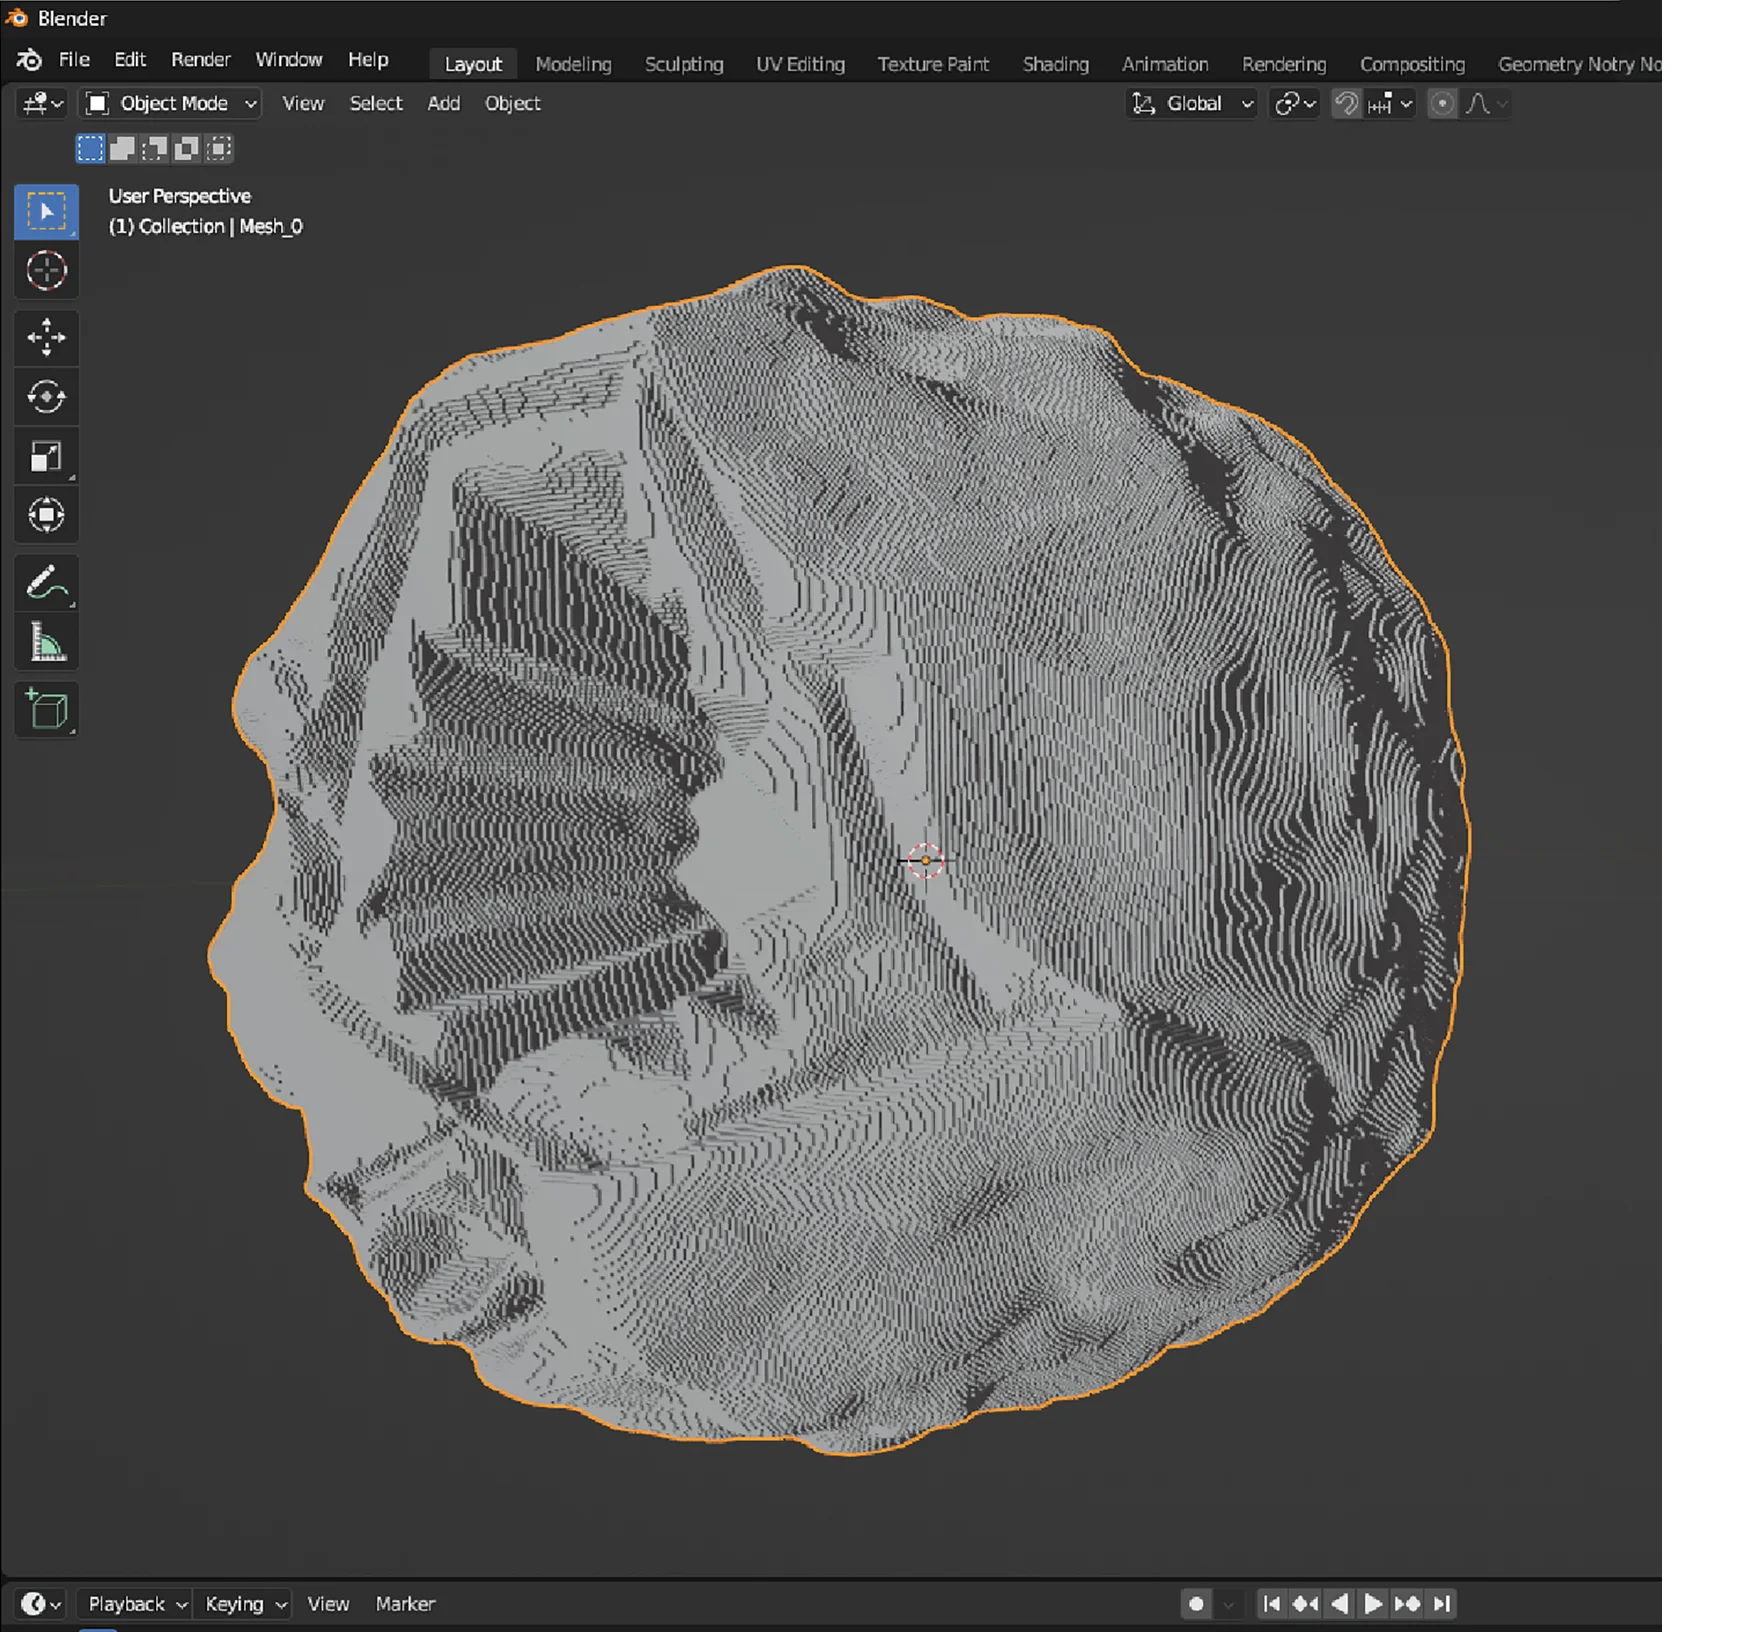 Blender
File Edit Render Window Help Layout Modeling Sculpting UV Editing Texture Paint Shading Animation Rendering Compositing Geometry Notry No
Object Mode View Select Add Object Global
User Perspective
(1) Collection | Mesh_0
Playback Keying View Marker